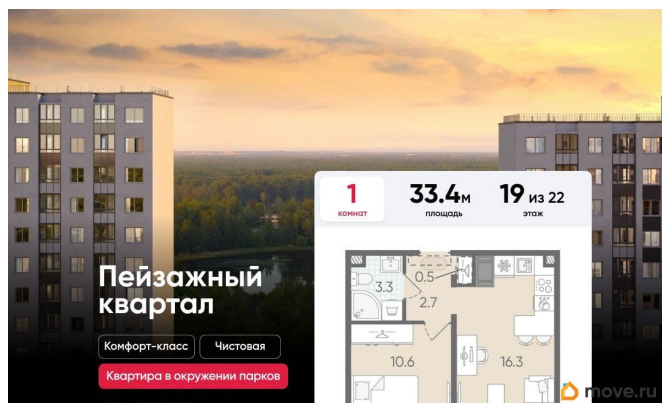 1
комнат
33.4м
площадь
19 из 22
этаж
Пейзажный
квартал
Комфорт-класс
Чистовая
Квартира в окружении парков
3.3
0.5
2.7
10.6
16.3
move.ru